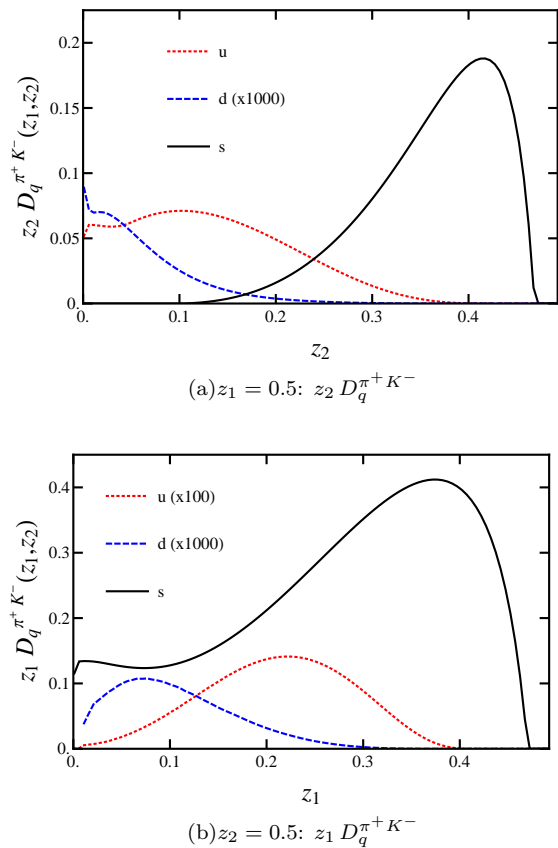 0.2
0.15
0.1
0.05
0.
z₂ D_q^{π⁺ K⁻}(z₁,z₂)
u
d (x1000)
s
0. 0.1 0.2 0.3 0.4
z₂
(a)z₁ = 0.5: z₂ D_q^{π⁺K⁻}
0.4
0.3
0.2
0.1
0.
z₁ D_q^{π⁺ K⁻}(z₁,z₂)
u (x100)
d (x1000)
s
0. 0.1 0.2 0.3 0.4
z₁
(b)z₂ = 0.5: z₁ D_q^{π⁺K⁻}